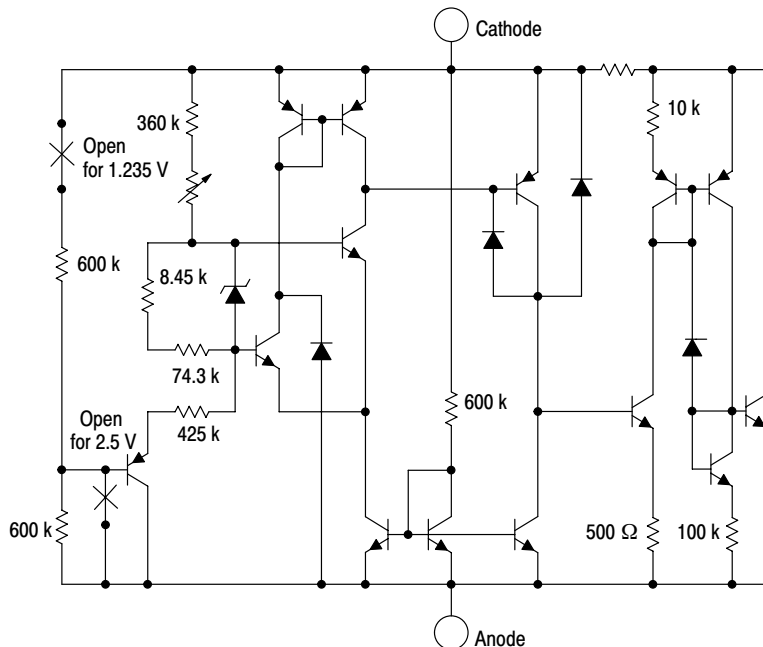 Cathode
360 k
10 k
Open
for 1.235 V
600 k
8.45 k
74.3 k
600 k
Open
for 2.5 V
425 k
600 k
500 Ω
100 k
Anode